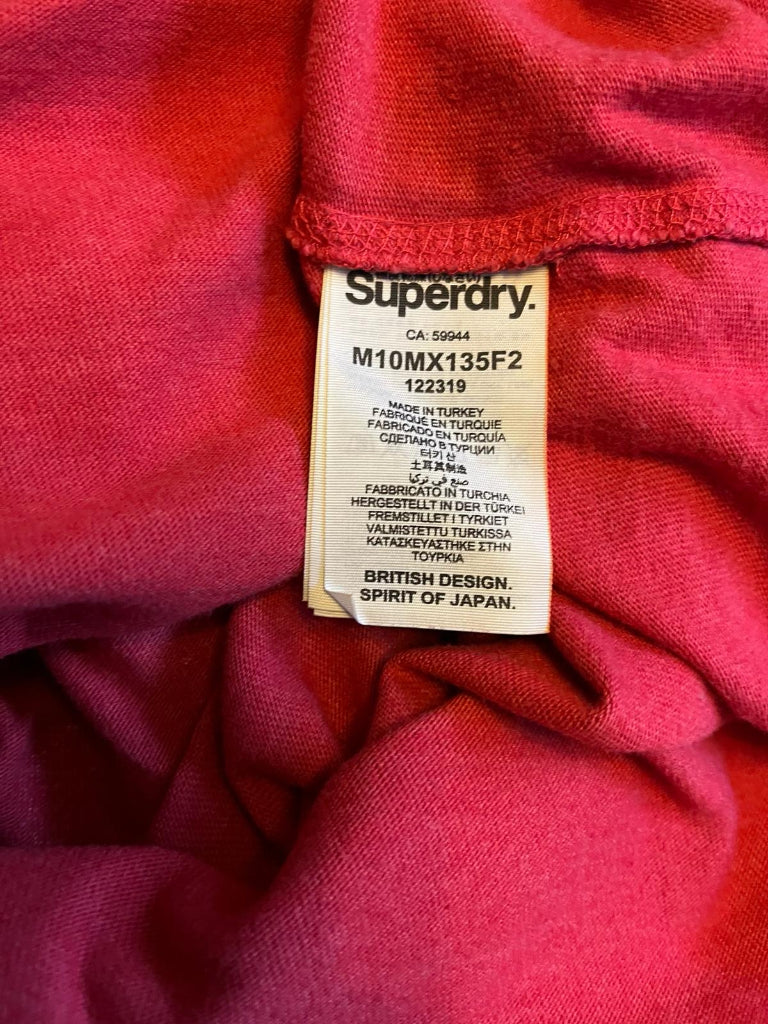 Superdry.
CA: 59944
M10MX135F2
122319
MADE IN TURKEY
FABRIQUÉ EN TURQUIE
FABRICADO EN TURQUÍA
СДЕЛАНО В ТУРЦИИ
터키 산
土耳其制造
صنع في تركيا
FABBRICATO IN TURCHIA
HERGESTELLT IN DER TÜRKEI
FREMSTILLET I TYRKIET
VALMISTETTU TURKISSA
ΚΑΤΑΣΚΕΥΑΣΤΗΚΕ ΣΤΗΝ
ΤΟΥΡΚΙΑ
BRITISH DESIGN.
SPIRIT OF JAPAN.